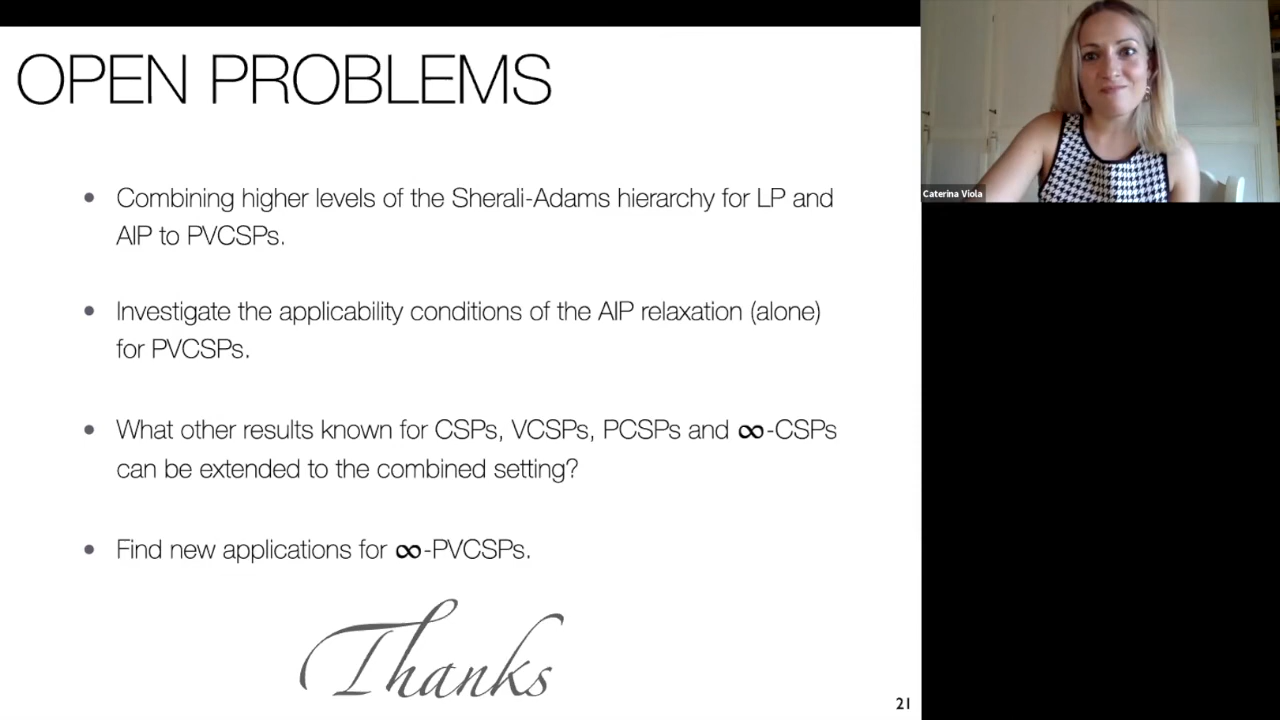 OPEN PROBLEMS
• Combining higher levels of the Sherali-Adams hierarchy for LP and
AIP to PVCSPs.
• Investigate the applicability conditions of the AIP relaxation (alone)
for PVCSPs.
• What other results known for CSPs, VCSPs, PCSPs and ∞-CSPs
can be extended to the combined setting?
• Find new applications for ∞-PVCSPs.
Thanks
21
Caterina Viola